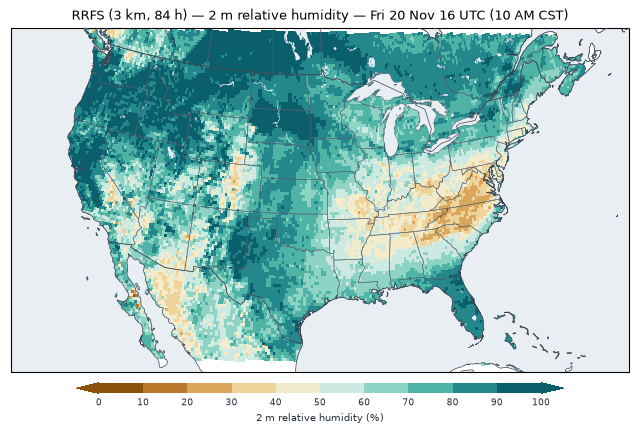 RRFS (3 km, 84 h) — 2 m relative humidity — Fri 20 Nov 16 UTC (10 AM CST)
0 10 20 30 40 50 60 70 80 90 100
2 m relative humidity (%)